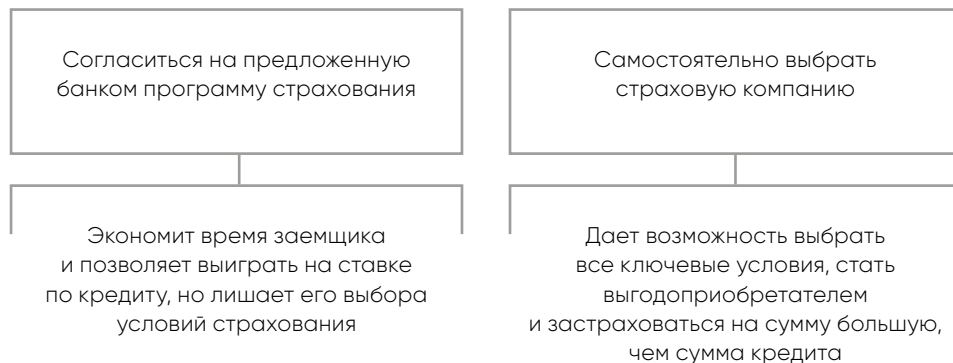 Согласиться на предложенную
банком программу страхования
Экономит время заемщика
и позволяет выиграть на ставке
по кредиту, но лишает его выбора
условий страхования
Самостоятельно выбрать
страховую компанию
Дает возможность выбрать
все ключевые условия, стать
выгодоприобретателем
и застраховаться на сумму большую,
чем сумма кредита